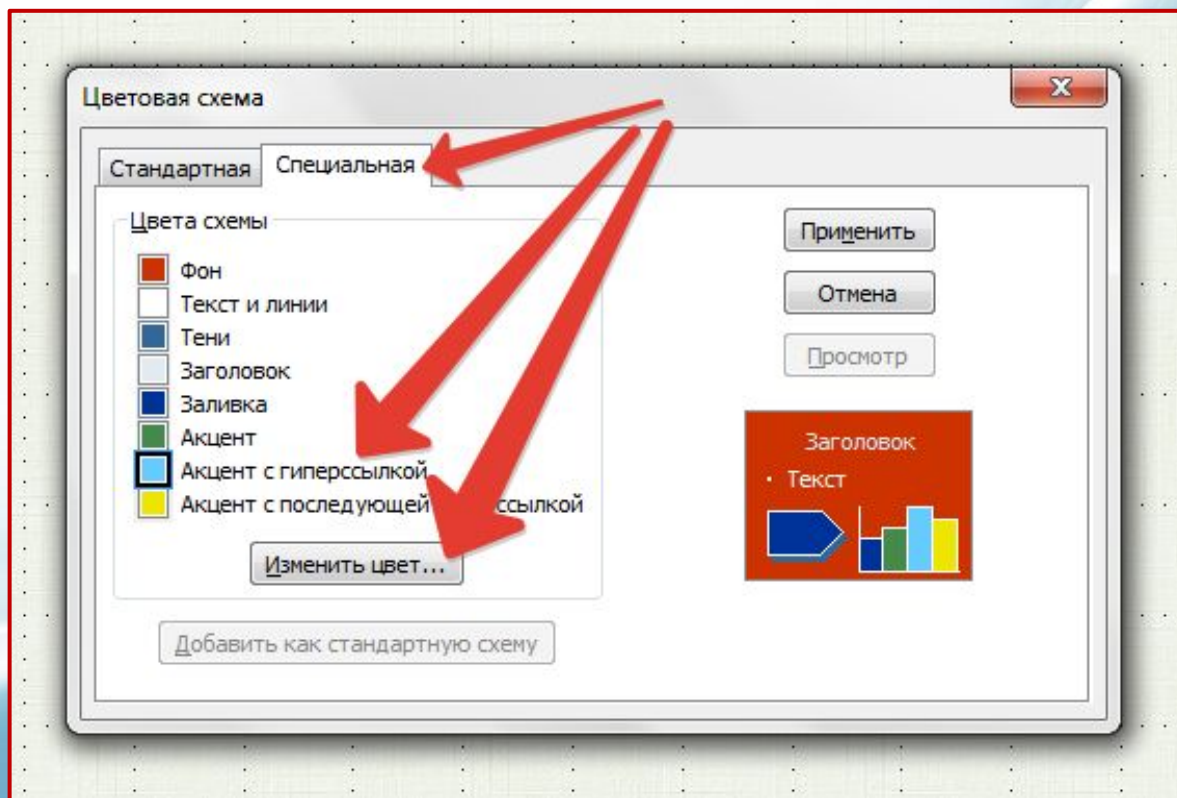 Цветовая схема
Стандартная
Специальная
Цвета схемы
Фон
Текст и линии
Тени
Заголовок
Заливка
Акцент
Акцент с гиперссылкой
Акцент с последующей ссылкой
Изменить цвет...
Добавить как стандартную схему
Применить
Отмена
Просмотр
Заголовок
• Текст